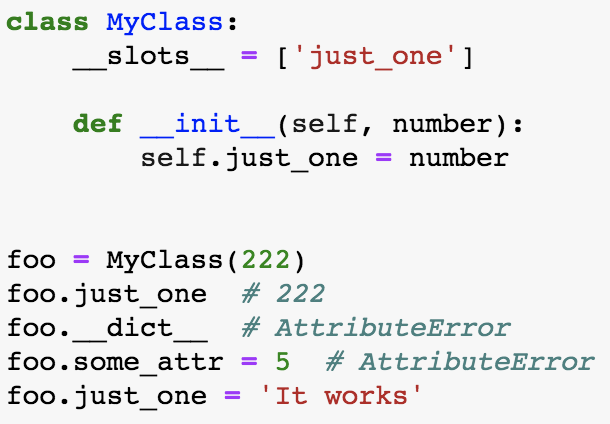 class MyClass:
    __slots__ = ['just_one']

    def __init__(self, number):
        self.just_one = number


foo = MyClass(222)
foo.just_one  # 222
foo.__dict__  # AttributeError
foo.some_attr = 5  # AttributeError
foo.just_one = 'It works'